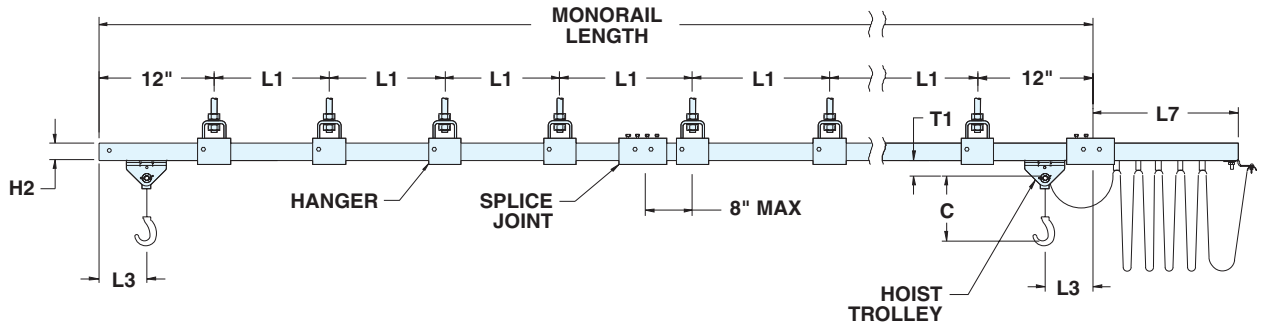 MONORAIL
LENGTH
12"
L1
L1
L1
L1
L1
L1
12"
L7
T1
H2
HANGER
SPLICE
JOINT
8" MAX
C
L3
L3
HOIST
TROLLEY